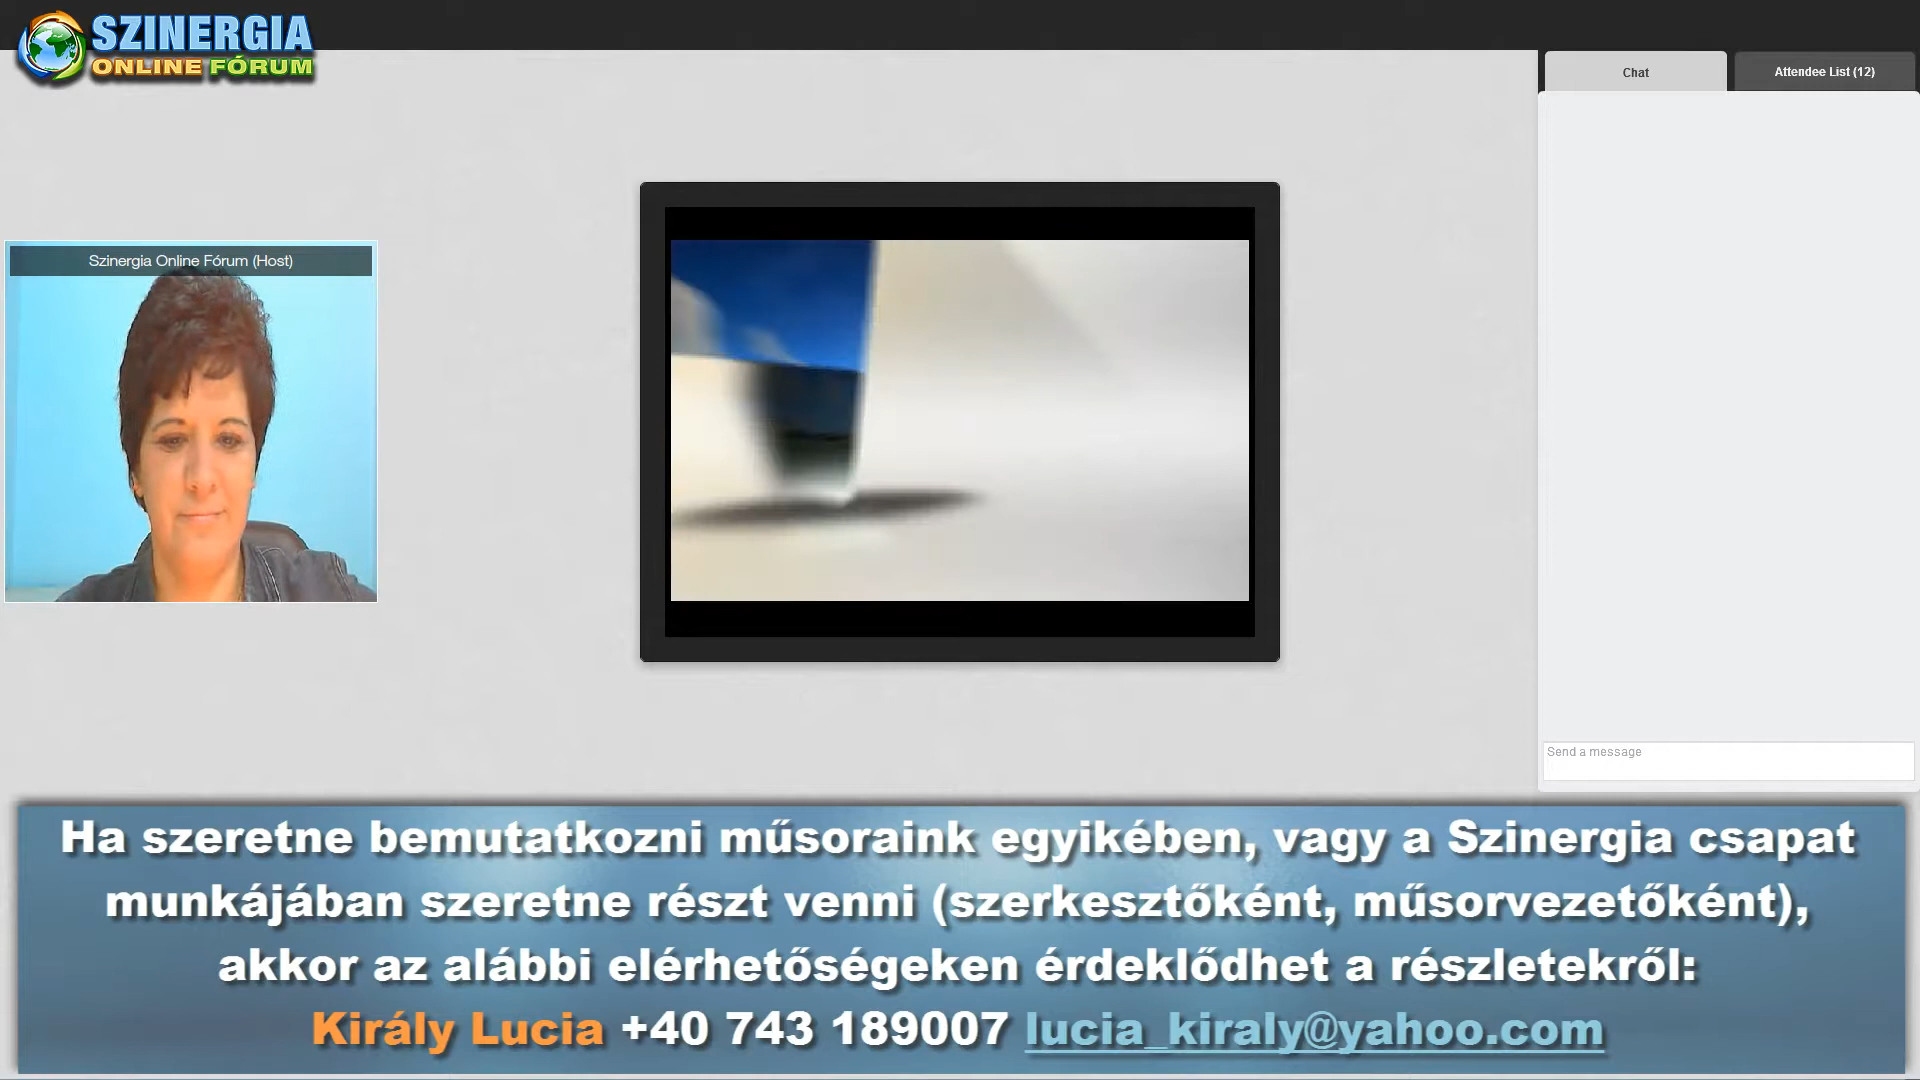 SZINERGIA
ONLINE FÓRUM
Chat
Attendee List (12)
Szinergia Online Fórum (Host)
Send a message
Ha szeretne bemutatkozni műsoraink egyikében, vagy a Szinergia csapat
munkájában szeretne részt venni (szerkesztőként, műsorvezetőként),
akkor az alábbi elérhetőségeken érdeklődhet a részletekről:
Király Lucia +40 743 189007 lucia_kiraly@yahoo.com